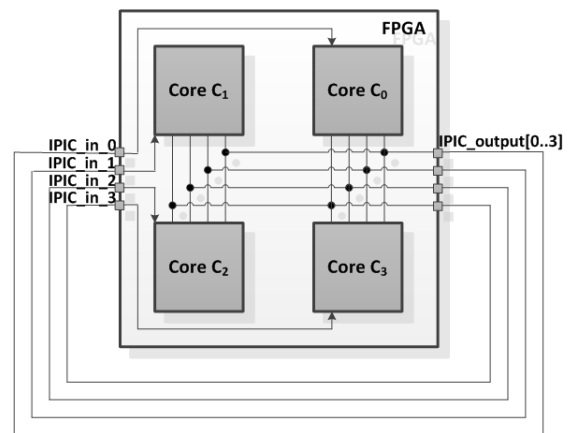 FPGA
Core C₁
Core C₀
IPIC_in_0
IPIC_in_1
IPIC_in_2
IPIC_in_3
IPIC_output[0..3]
Core C₂
Core C₃